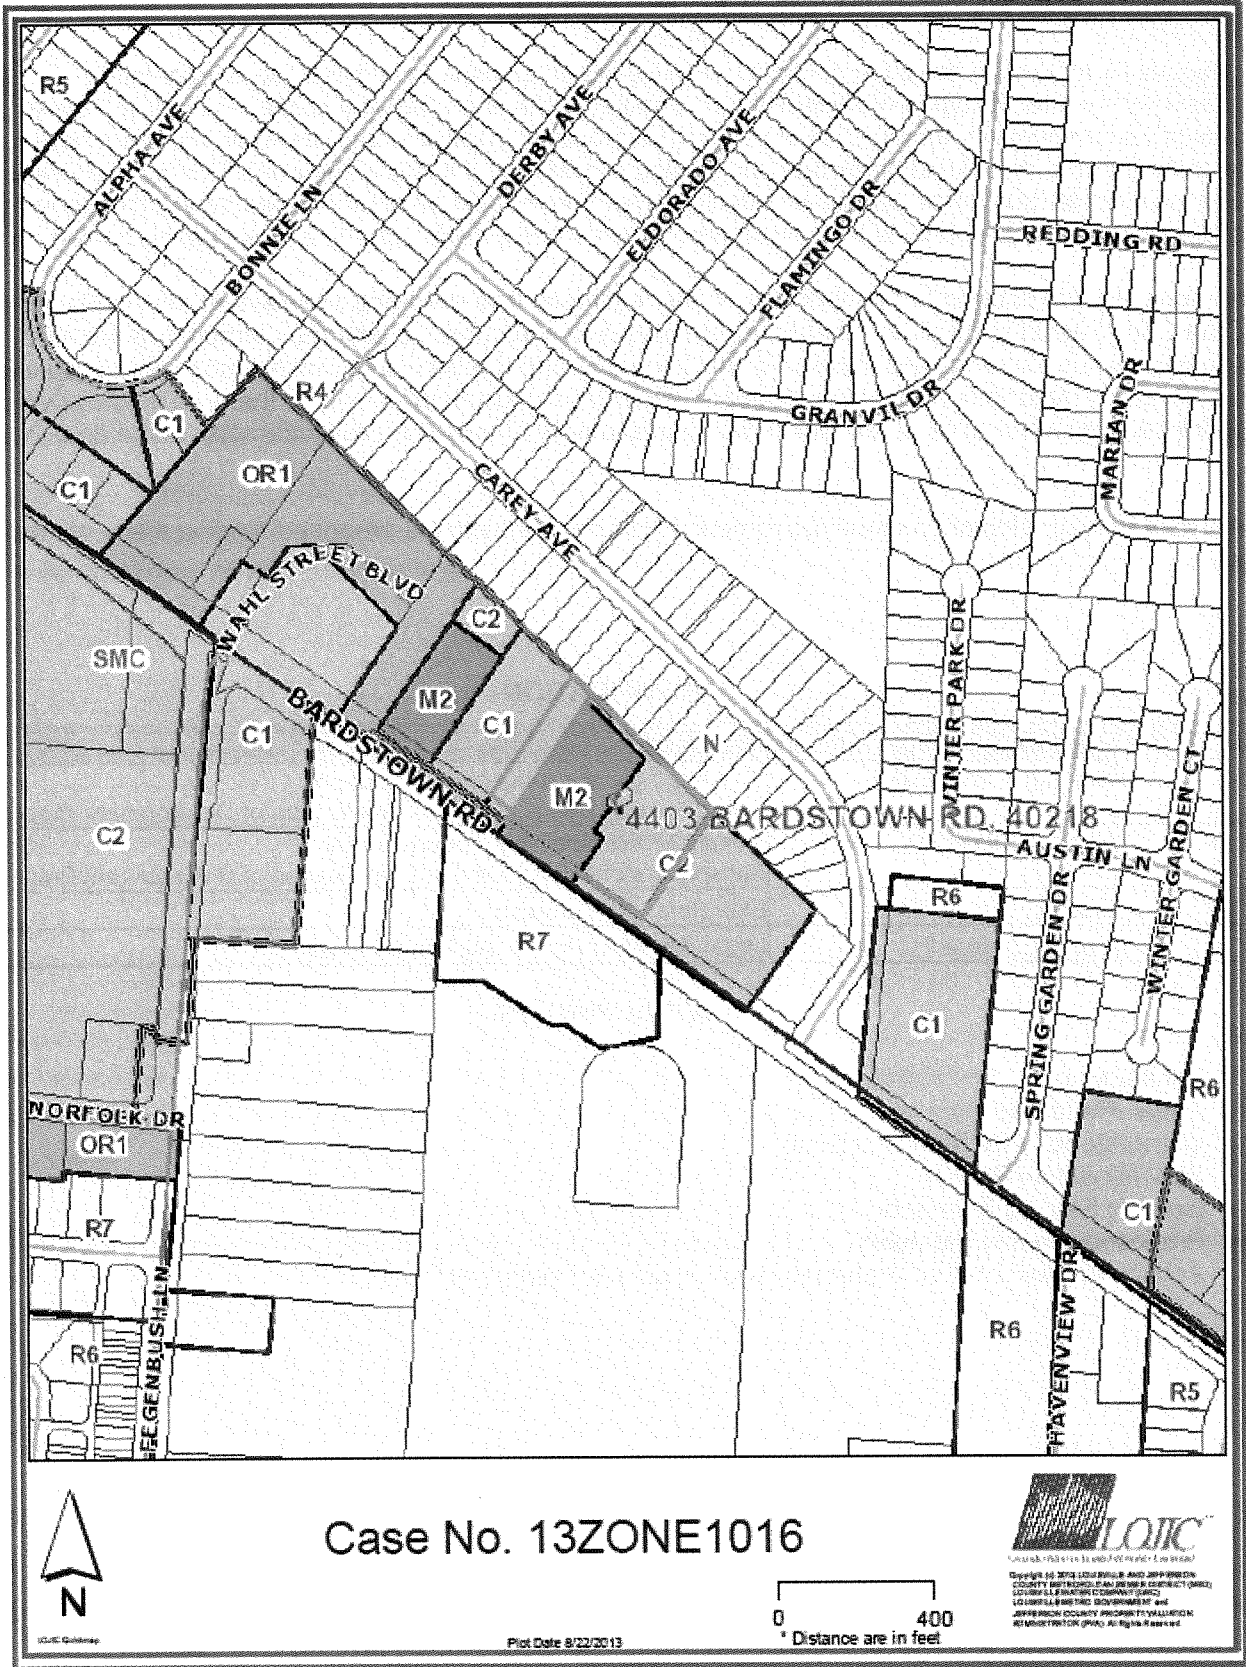 R5
ALPHA AVE
BONNIE LN
DERBY AVE
ELDORADO AVE
FLAMINGO DR
REDDING RD
MARIAN DR
GRANVIL DR
R4
C1
OR1
C1
CAREY AVE
WAHL STREET BLVD
C2
SMC
M2
C1
C1
BARDSTOWN RD
N
M2
4403 BARDSTOWN RD, 40218
C2
C2
AUSTIN LN
WINTER GARDEN CT
SPRING GARDEN DR
R6
R7
C1
R6
NORFOLK DR
OR1
R7
C1
HAVENVIEW DR
R6
R6
R5
N
Case No. 13ZONE1016
LOJIC
0 400
* Distance are in feet
Plot Date 8/22/2013